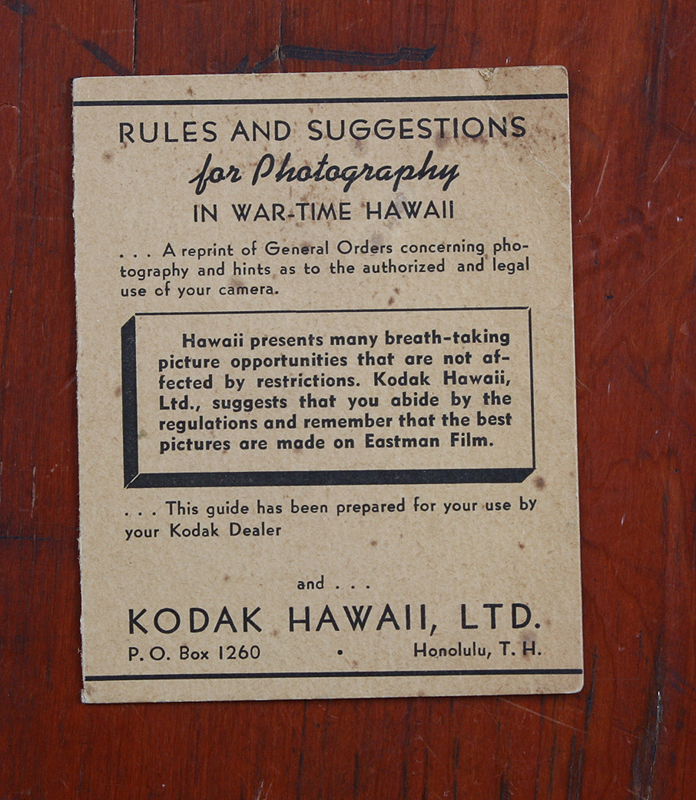 RULES AND SUGGESTIONS
for Photography
IN WAR-TIME HAWAII
. . . A reprint of General Orders concerning pho-
tography and hints as to the authorized and legal
use of your camera.
Hawaii presents many breath-taking
picture opportunities that are not af-
fected by restrictions. Kodak Hawaii,
Ltd., suggests that you abide by the
regulations and remember that the best
pictures are made on Eastman Film.
. . . This guide has been prepared for your use by
your Kodak Dealer
and . . .
KODAK HAWAII, LTD.
P. O. Box 1260 • Honolulu, T. H.